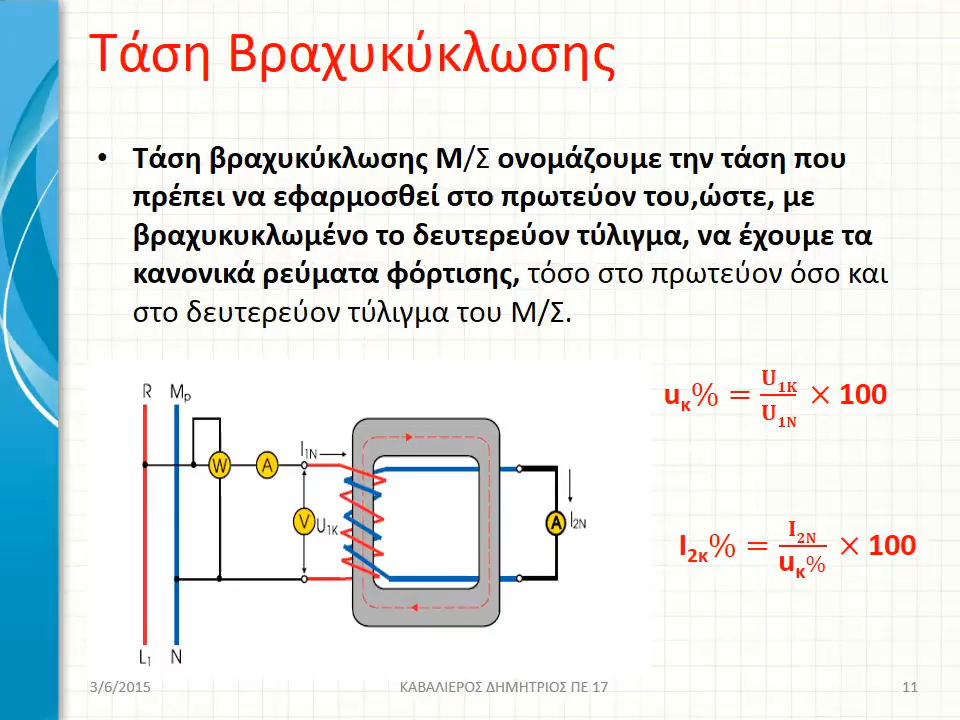 Τάση Βραχυκύκλωσης
• Τάση βραχυκύκλωσης Μ/Σ ονομάζουμε την τάση που
πρέπει να εφαρμοσθεί στο πρωτεύον του,ώστε, με
βραχυκυκλωμένο το δευτερεύον τύλιγμα, να έχουμε τα
κανονικά ρεύματα φόρτισης, τόσο στο πρωτεύον όσο και
στο δευτερεύον τύλιγμα του Μ/Σ.
uκ% = U1K / U1N × 100
R Mp
I1N
W A
V U1K
A I2N
I2κ% = I2N / uκ% × 100
L1 N
3/6/2015 ΚΑΒΑΛΙΕΡΟΣ ΔΗΜΗΤΡΙΟΣ ΠΕ 17 11